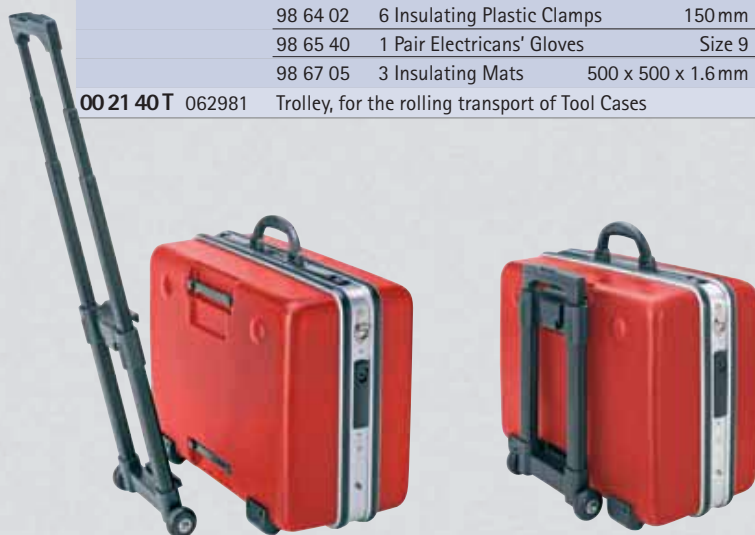 98 64 02 6 Insulating Plastic Clamps 150 mm
98 65 40 1 Pair Electricans' Gloves Size 9
98 67 05 3 Insulating Mats 500 x 500 x 1.6 mm
00 21 40 T 062981 Trolley, for the rolling transport of Tool Cases